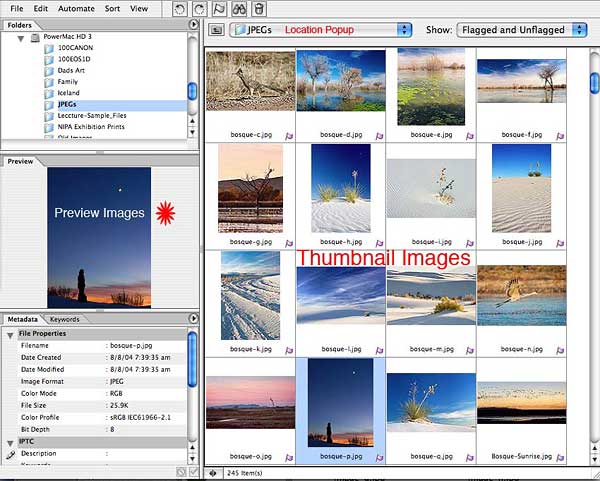 File Edit Automate Sort View
Folders
PowerMac HD 3
100CANON
100EOS1D
Dads Art
Family
Iceland
JPEGs
Leccture-Sample_Files
NIPA Exhibition Prints
Old Images
Preview
Preview Images
Metadata Keywords
File Properties
Filename : bosque-p.jpg
Date Created : 8/8/04 7:39:35 am
Date Modified : 8/8/04 7:39:35 am
Image Format : JPEG
Color Mode : RGB
File Size : 25.9K
Color Profile : sRGB IEC61966-2.1
Bit Depth : 8
IPTC
Description :
JPEGs Location Popup Show: Flagged and Unflagged
bosque-c.jpg bosque-d.jpg bosque-e.jpg bosque-f.jpg
bosque-g.jpg bosque-h.jpg bosque-i.jpg bosque-j.jpg
Thumbnail Images
bosque-k.jpg bosque-l.jpg bosque-m.jpg bosque-n.jpg
bosque-o.jpg bosque-p.jpg bosque-q.jpg Bosque-Sunrise.jpg
245 Item(s)